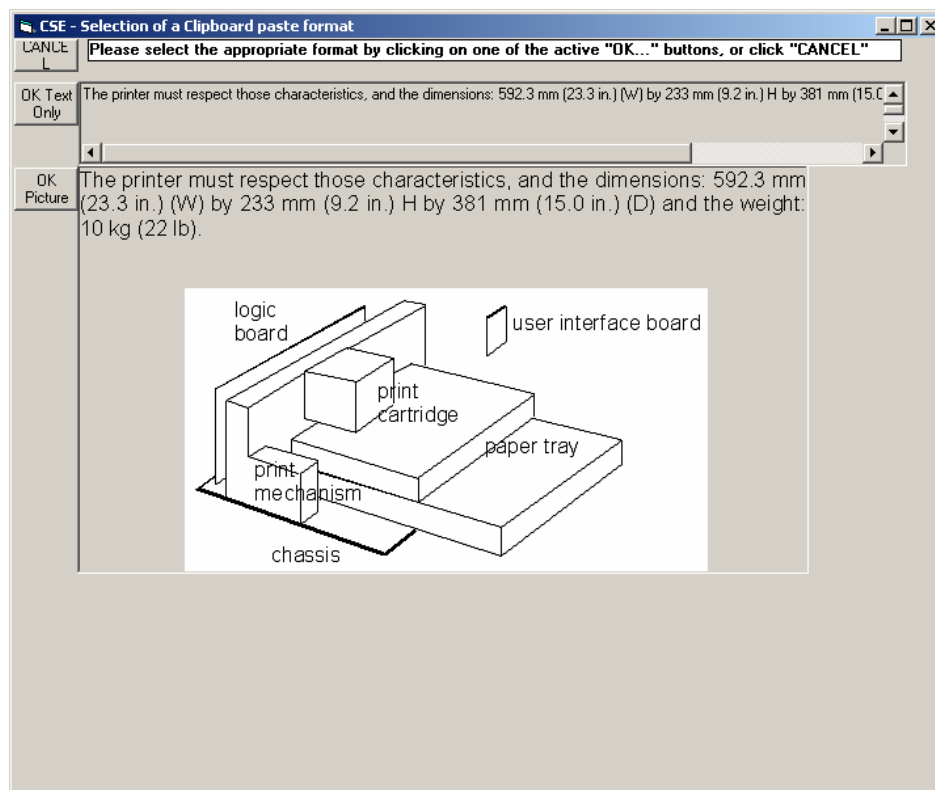 CSE - Selection of a Clipboard paste format
CANCE
L
Please select the appropriate format by clicking on one of the active "OK..." buttons, or click "CANCEL"
OK Text
Only
The printer must respect those characteristics, and the dimensions: 592.3 mm (23.3 in.) (W) by 233 mm (9.2 in.) H by 381 mm (15.0
OK
Picture
The printer must respect those characteristics, and the dimensions: 592.3 mm
(23.3 in.) (W) by 233 mm (9.2 in.) H by 381 mm (15.0 in.) (D) and the weight:
10 kg (22 lb).
logic
board
user interface board
print
cartridge
paper tray
print
mechanism
chassis